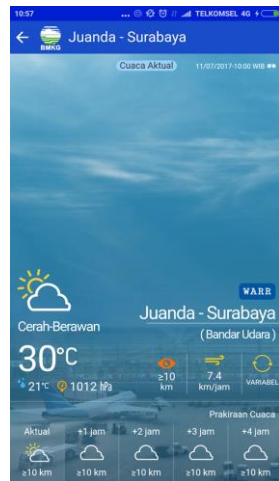 10:57 ... TELKOMSEL 4G
BMKG
Juanda - Surabaya
Cuaca Aktual 11/07/2017-10:00 WIB
WARR
Juanda - Surabaya
(Bandar Udara)
Cerah-Berawan
30°C
21°C 1012 hPa
≥10 km
7.4 km/jam
VARIABEL
Prakiraan Cuaca
Aktual +1 jam +2 jam +3 jam +4 jam
≥10 km ≥10 km ≥10 km ≥10 km ≥10 km